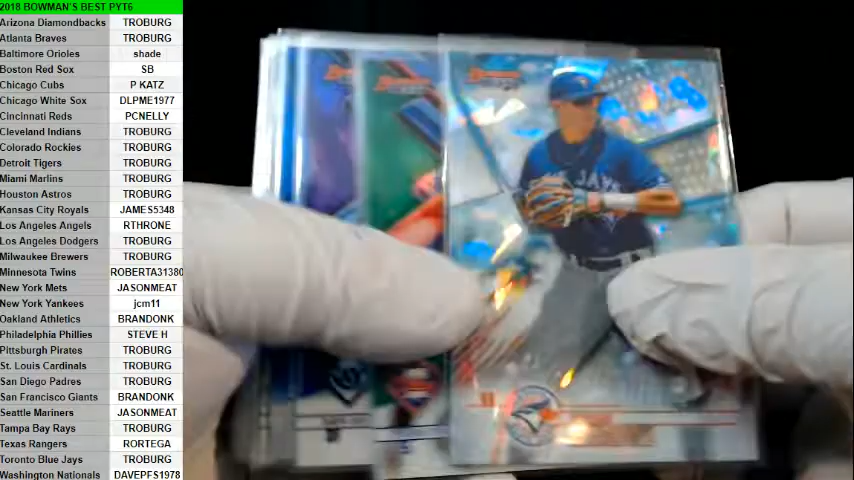 2018 BOWMAN'S BEST PYT6
Arizona Diamondbacks TROBURG
Atlanta Braves TROBURG
Baltimore Orioles shade
Boston Red Sox SB
Chicago Cubs P KATZ
Chicago White Sox DLPME1977
Cincinnati Reds PCNELLY
Cleveland Indians TROBURG
Colorado Rockies TROBURG
Detroit Tigers TROBURG
Miami Marlins TROBURG
Houston Astros TROBURG
Kansas City Royals JAMES5348
Los Angeles Angels RTHRONE
Los Angeles Dodgers TROBURG
Milwaukee Brewers TROBURG
Minnesota Twins ROBERTA31380
New York Mets JASONMEAT
New York Yankees jcm11
Oakland Athletics BRANDONK
Philadelphia Phillies STEVE H
Pittsburgh Pirates TROBURG
St. Louis Cardinals TROBURG
San Diego Padres TROBURG
San Francisco Giants BRANDONK
Seattle Mariners JASONMEAT
Tampa Bay Rays TROBURG
Texas Rangers RORTEGA
Toronto Blue Jays TROBURG
Washington Nationals DAVEPFS1978